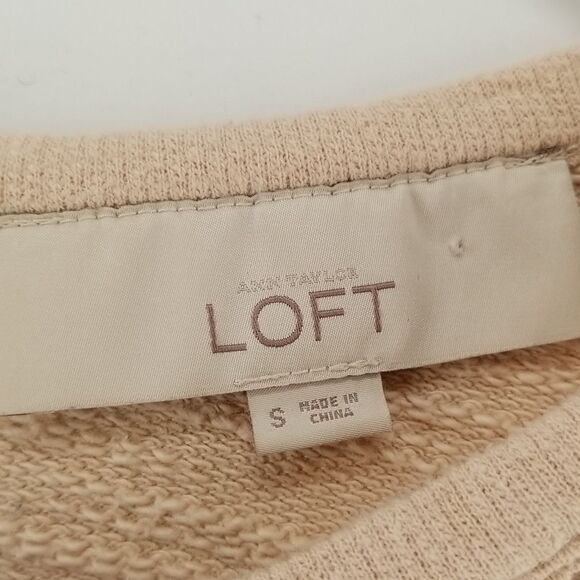 ANN TAYLOR
LOFT
S MADE IN
CHINA